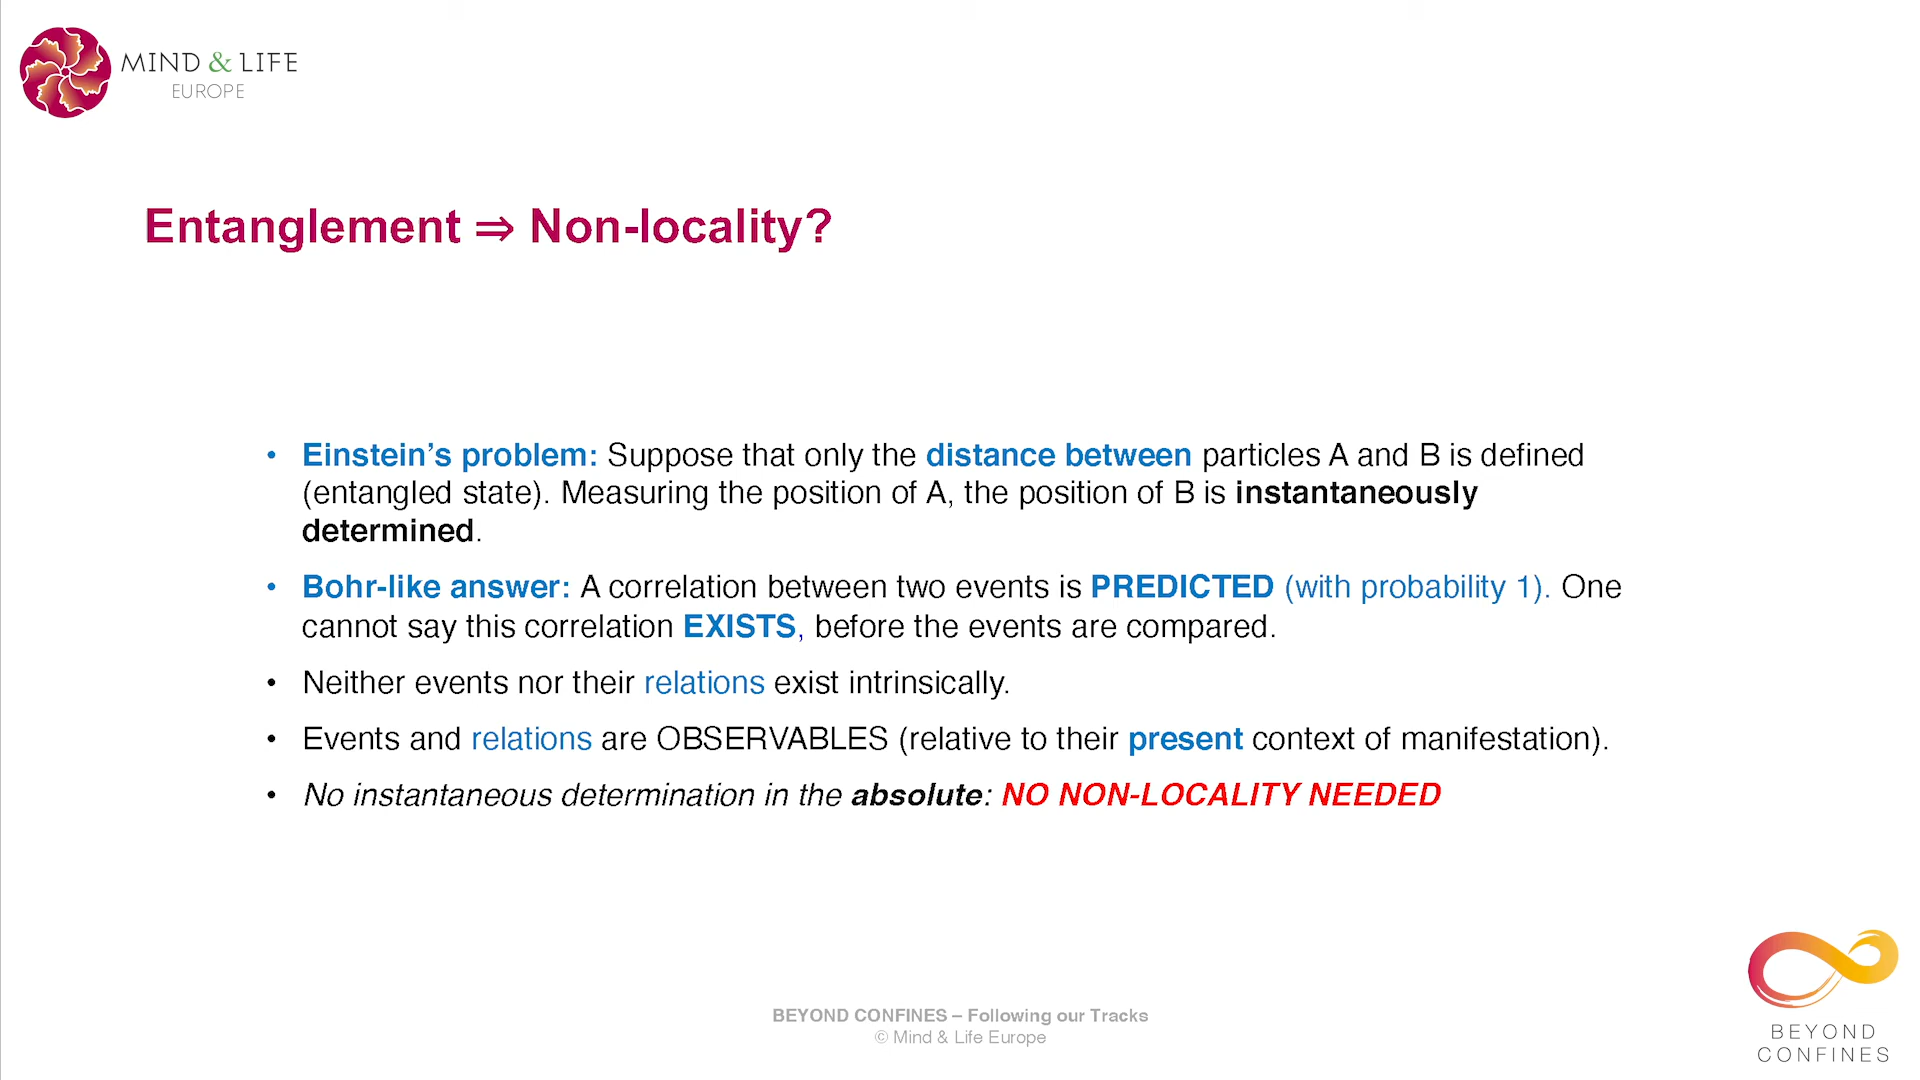 MIND & LIFE
EUROPE
Entanglement ⇒ Non-locality?
• Einstein’s problem: Suppose that only the distance between particles A and B is defined
(entangled state). Measuring the position of A, the position of B is instantaneously
determined.
• Bohr-like answer: A correlation between two events is PREDICTED (with probability 1). One
cannot say this correlation EXISTS, before the events are compared.
• Neither events nor their relations exist intrinsically.
• Events and relations are OBSERVABLES (relative to their present context of manifestation).
• No instantaneous determination in the absolute: NO NON-LOCALITY NEEDED
BEYOND CONFINES – Following our Tracks
© Mind & Life Europe
BEYOND
CONFINES